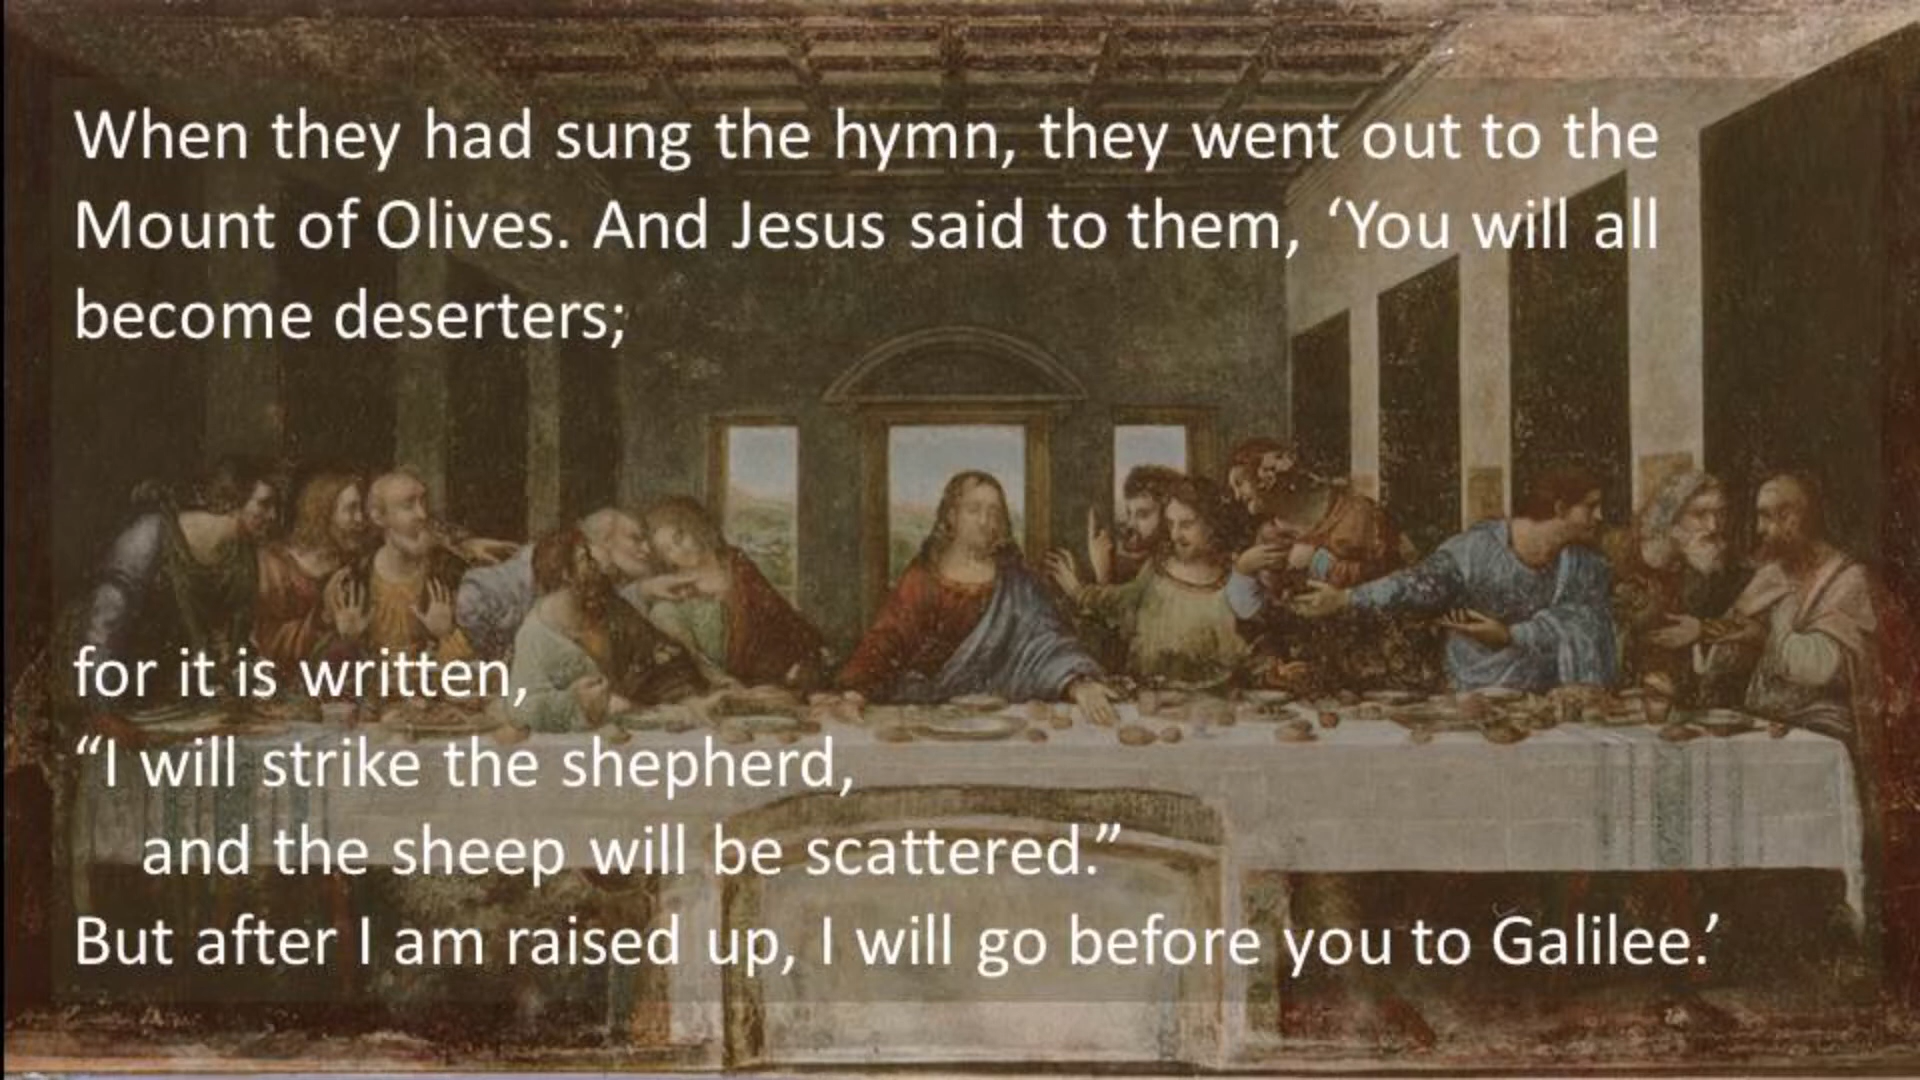 When they had sung the hymn, they went out to the
Mount of Olives. And Jesus said to them, ‘You will all
become deserters;
for it is written,
“I will strike the shepherd,
and the sheep will be scattered.”
But after I am raised up, I will go before you to Galilee.’